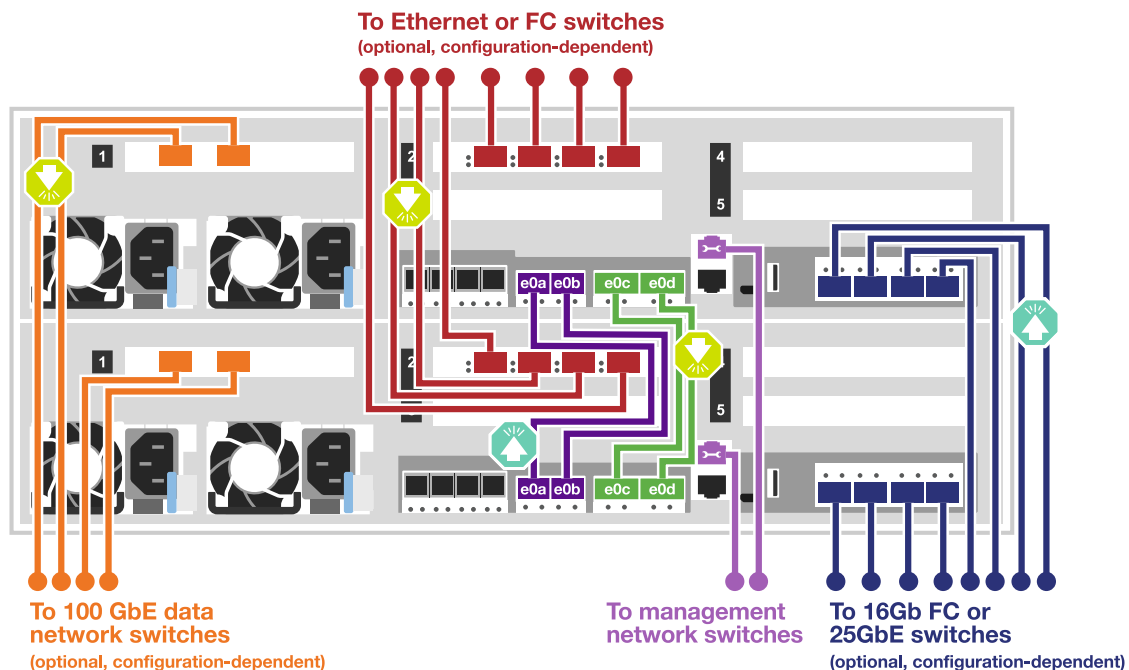 To Ethernet or FC switches
(optional, configuration-dependent)
1
2
4
5
e0a e0b e0c e0d
1
2
5
e0a e0b e0c e0d
To 100 GbE data
network switches
(optional, configuration-dependent)
To management
network switches
To 16Gb FC or
25GbE switches
(optional, configuration-dependent)